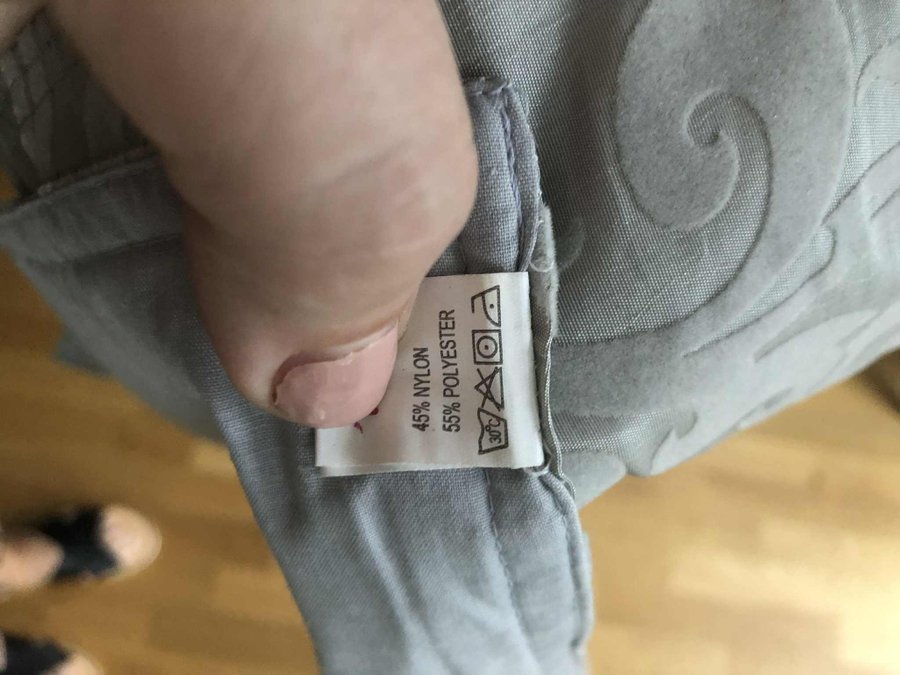 45% NYLON
55% POLYESTER
30°C